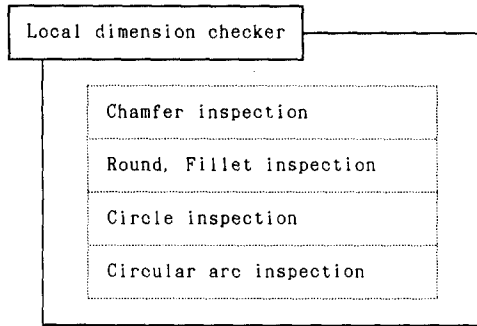 Local dimension checker
Chamfer inspection
Round, Fillet inspection
Circle inspection
Circular arc inspection